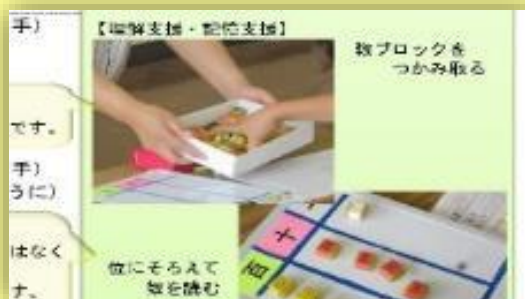 手)
【理解支援・記憶支援】
数ブロックを
つかみ取る
です。
手)
うに)
はなく
す。
位にそろえて
数を読む
十
百